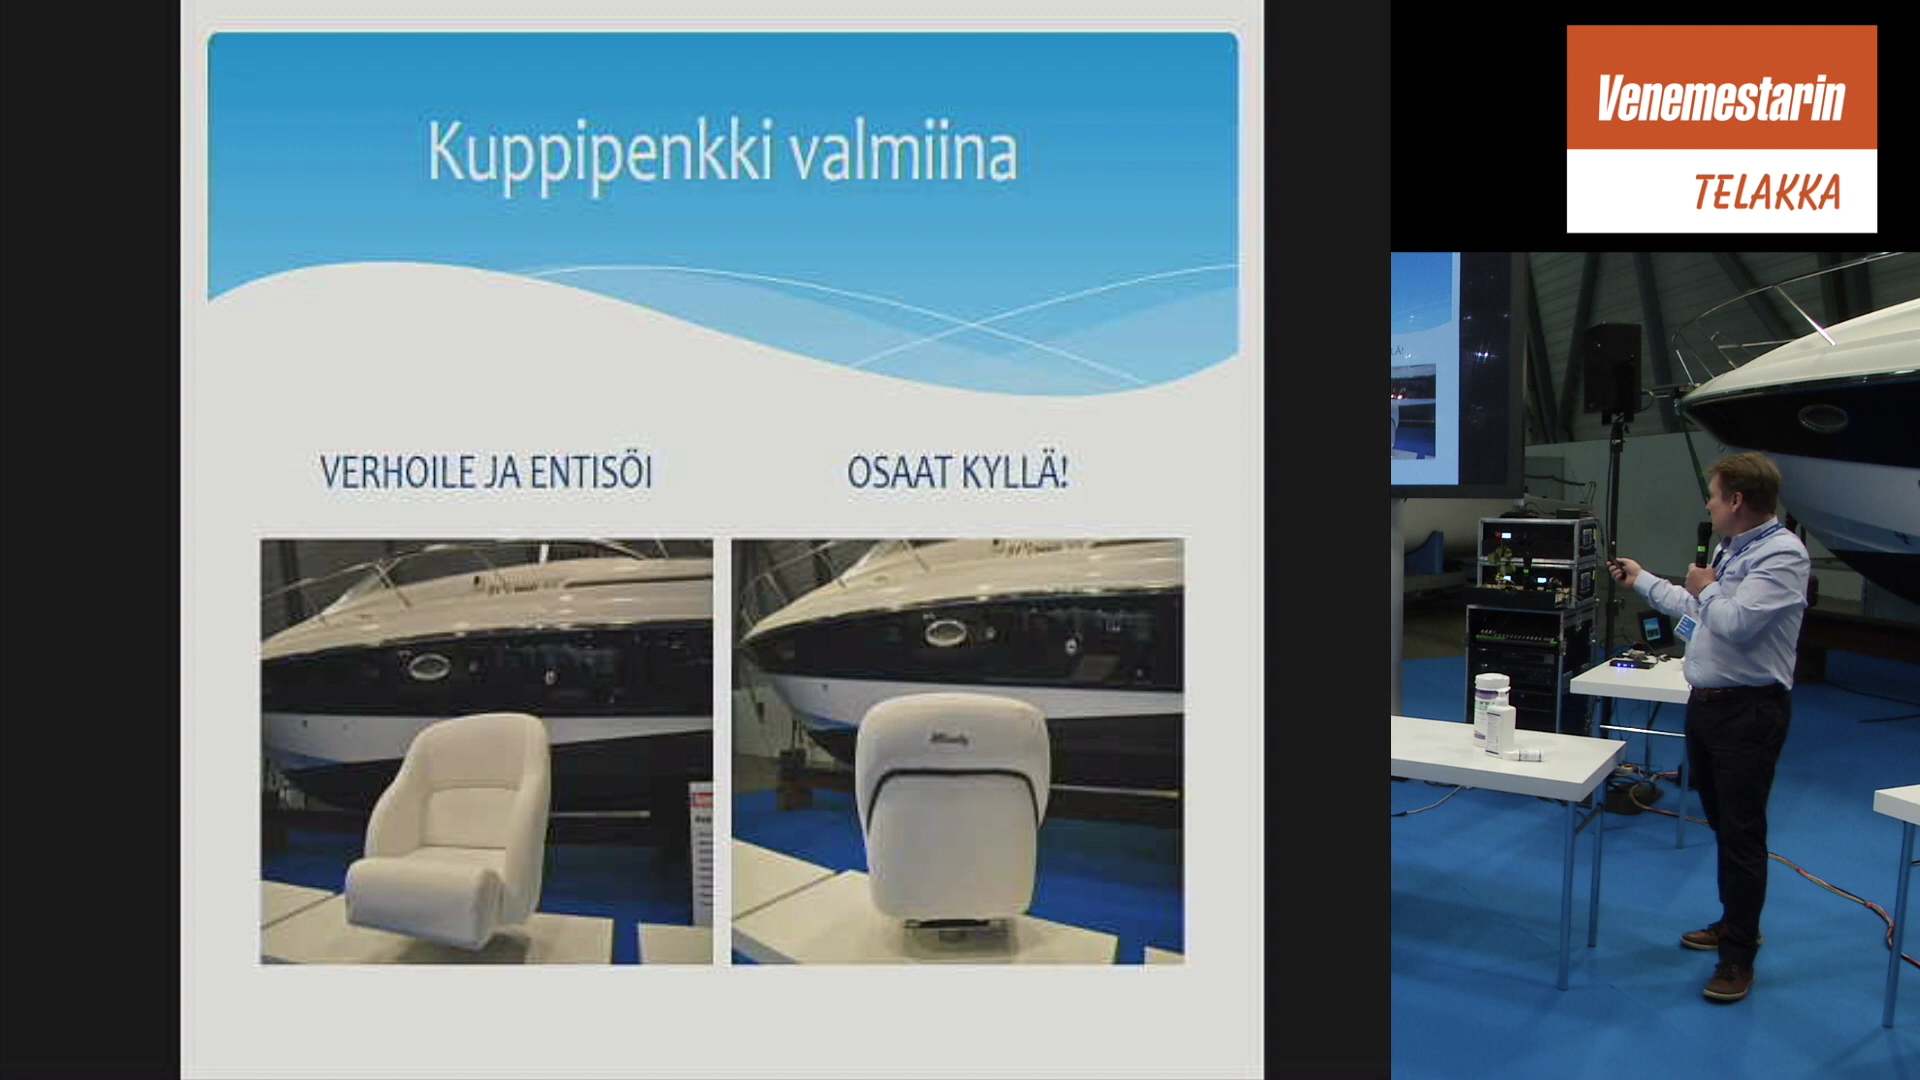 Kuppipenkki valmiina
VERHOILE JA ENTISÖI
OSAAT KYLLÄ!
Venemestarin
TELAKKA